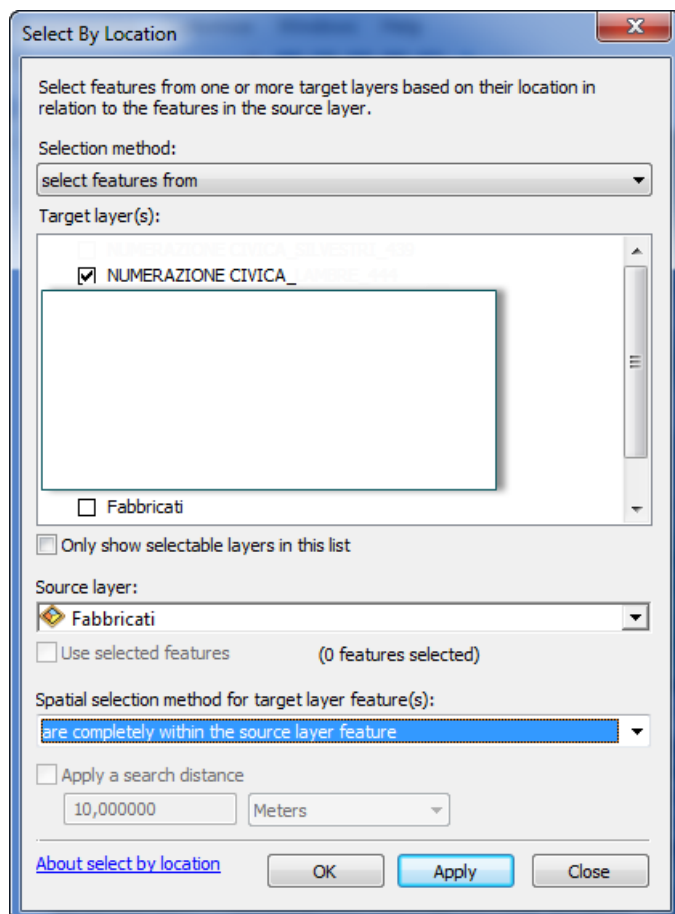 Select By Location
Select features from one or more target layers based on their location in
relation to the features in the source layer.
Selection method:
select features from
Target layer(s):
NUMERAZIONE CIVICA_SILVESTRI_439
NUMERAZIONE CIVICA_LAMBRE_444
Fabbricati
Only show selectable layers in this list
Source layer:
Fabbricati
Use selected features (0 features selected)
Spatial selection method for target layer feature(s):
are completely within the source layer feature
Apply a search distance
10,000000 Meters
About select by location OK Apply Close